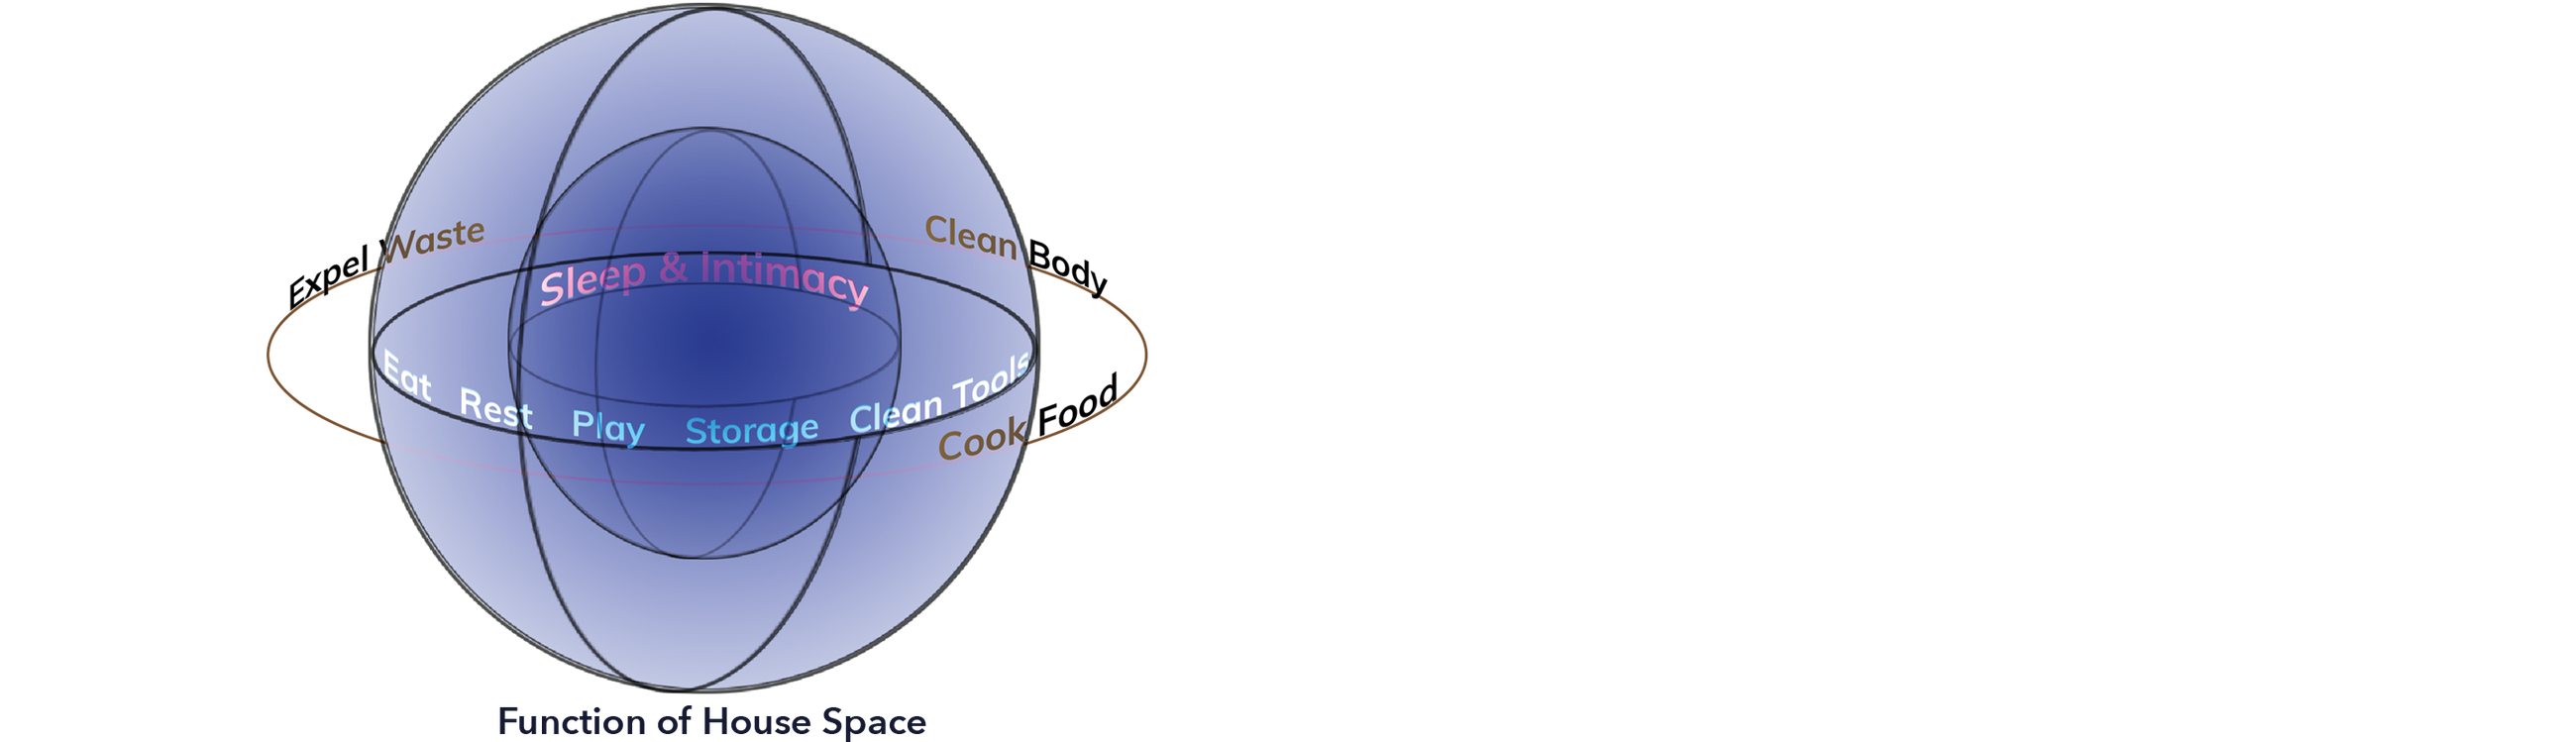 Expel Waste
Clean Body
Sleep & Intimacy
Eat Rest Play Storage Clean Tools
Cook Food
Function of House Space